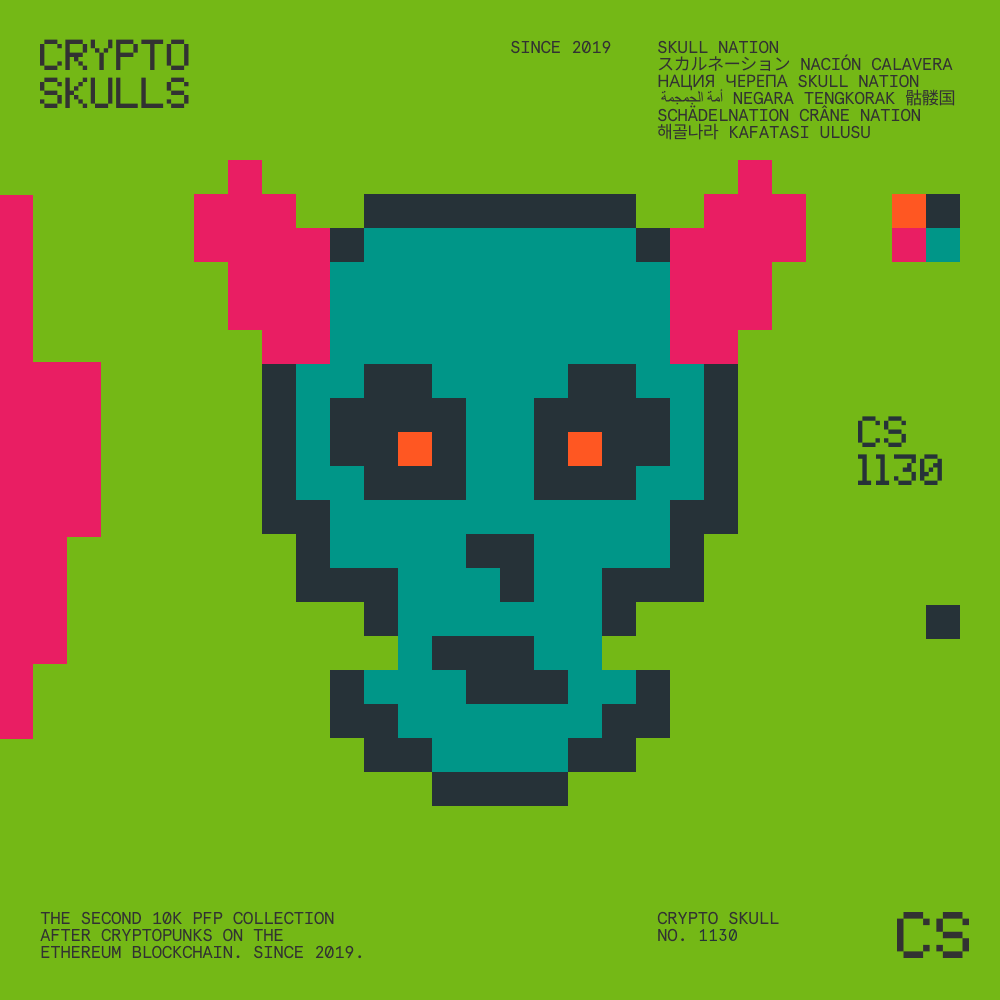 CRYPTO
SKULLS
SINCE 2019
SKULL NATION
スカルネーション NACIÓN CALAVERA
НАЦИЯ ЧЕРЕПА SKULL NATION
أمة الجمجمة NEGARA TENGKORAK 骷髅国
SCHÄDELNATION CRÂNE NATION
해골나라 KAFATASI ULUSU
CS
1130
THE SECOND 10K PFP COLLECTION
AFTER CRYPTOPUNKS ON THE
ETHEREUM BLOCKCHAIN. SINCE 2019.
CRYPTO SKULL
NO. 1130
CS